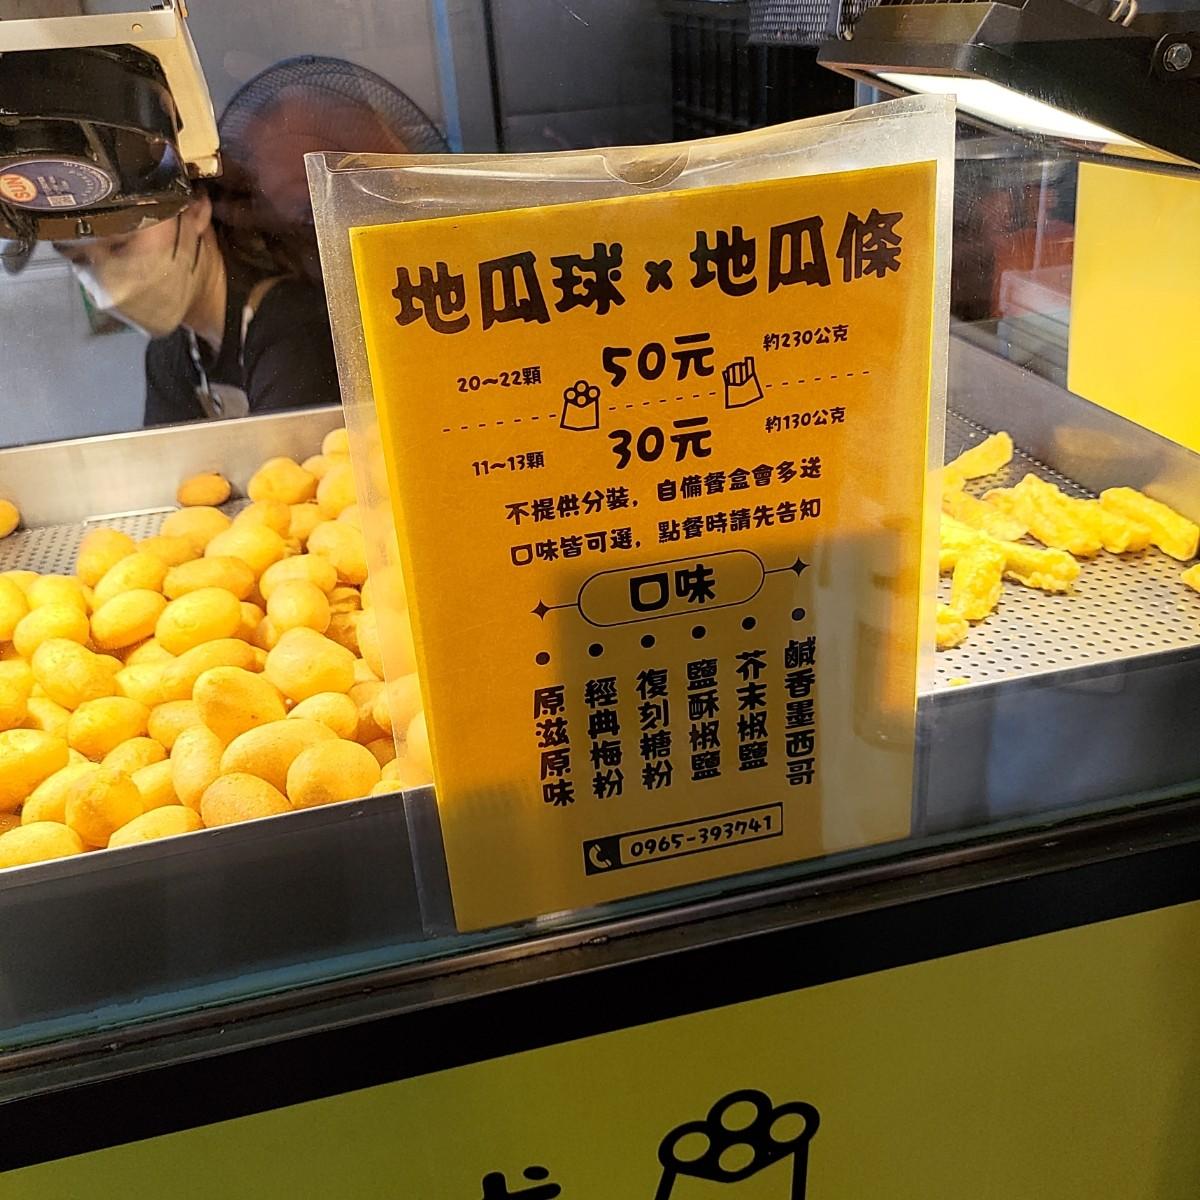 地瓜球×地瓜條
20~22顆 50元 約230公克
11~13顆 30元 約130公克
不提供分裝，自備餐盒會多送
口味皆可選，點餐時請先告知
口味
原滋原味
經典梅粉
復刻糖粉
鹽酥椒鹽
芥末椒鹽
鹹香墨西哥
0965-393741
SUN